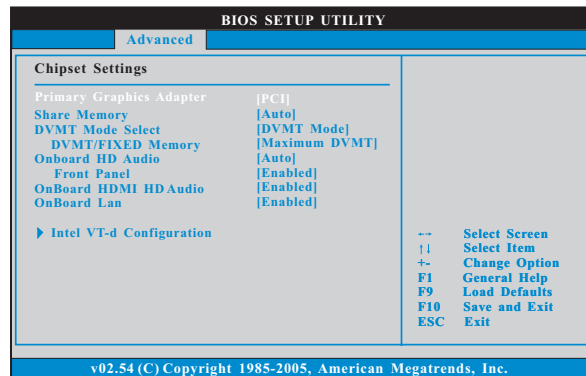 BIOS SETUP UTILITY
Advanced
Chipset Settings
Primary Graphics Adapter [PCI]
Share Memory [Auto]
DVMT Mode Select [DVMT Mode]
DVMT/FIXED Memory [Maximum DVMT]
Onboard HD Audio [Auto]
Front Panel [Enabled]
OnBoard HDMI HD Audio [Enabled]
OnBoard Lan [Enabled]
Intel VT-d Configuration
←→ Select Screen
↑↓ Select Item
+- Change Option
F1 General Help
F9 Load Defaults
F10 Save and Exit
ESC Exit
v02.54 (C) Copyright 1985-2005, American Megatrends, Inc.